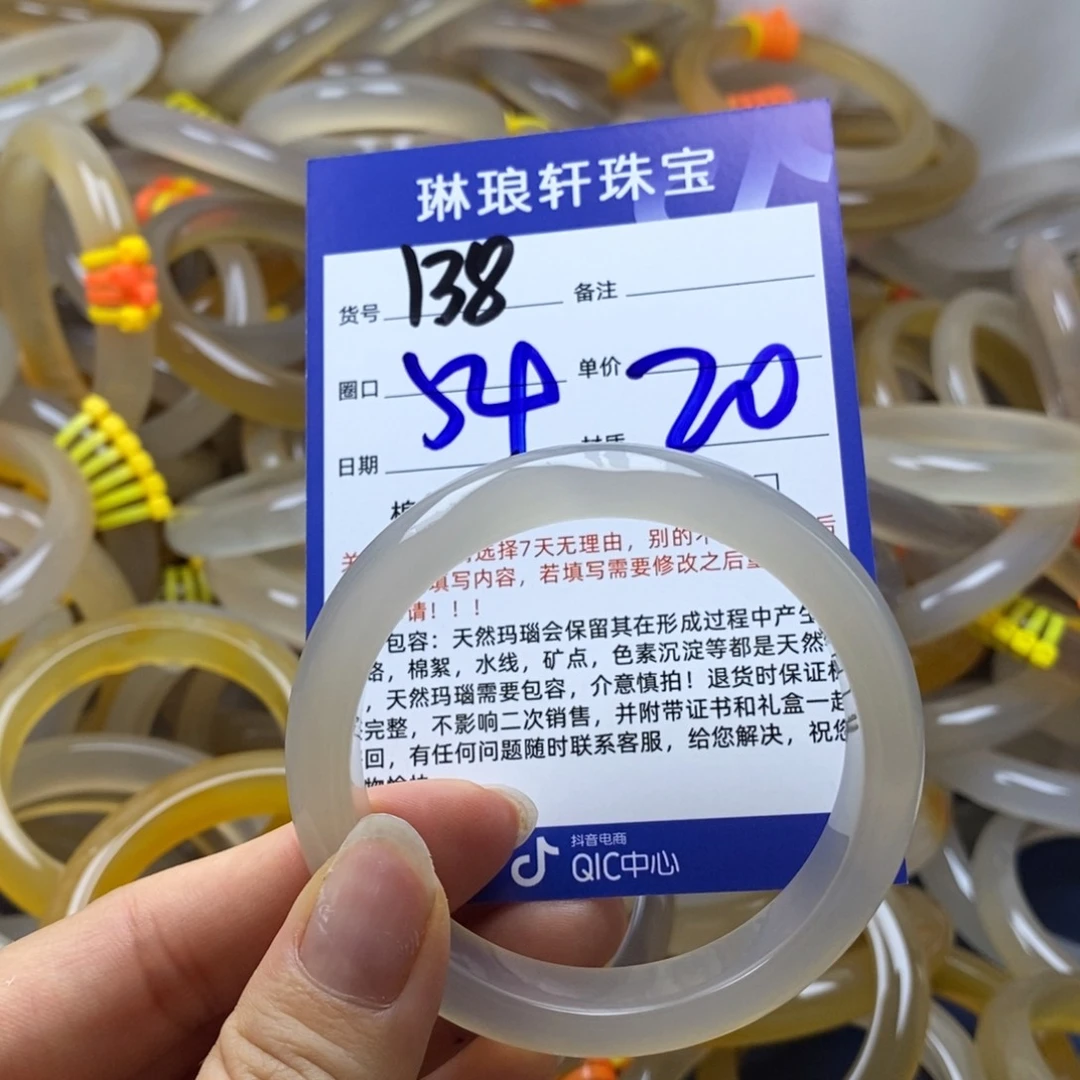 琳琅轩珠宝
货号 138 备注
圈口 54 单价 20
日期
选择7天无理由，别的不
填写内容，若填写需要修改之后
请！！！
包容：天然玛瑙会保留其在形成过程中产生
络，棉絮，水线，矿点，色素沉淀等都是天然
，天然玛瑙需要包容，介意慎拍！退货时保证
完整，不影响二次销售，并附带证书和礼盒一起
回，有任何问题随时联系客服，给您解决，祝您
抖音电商
QIC中心